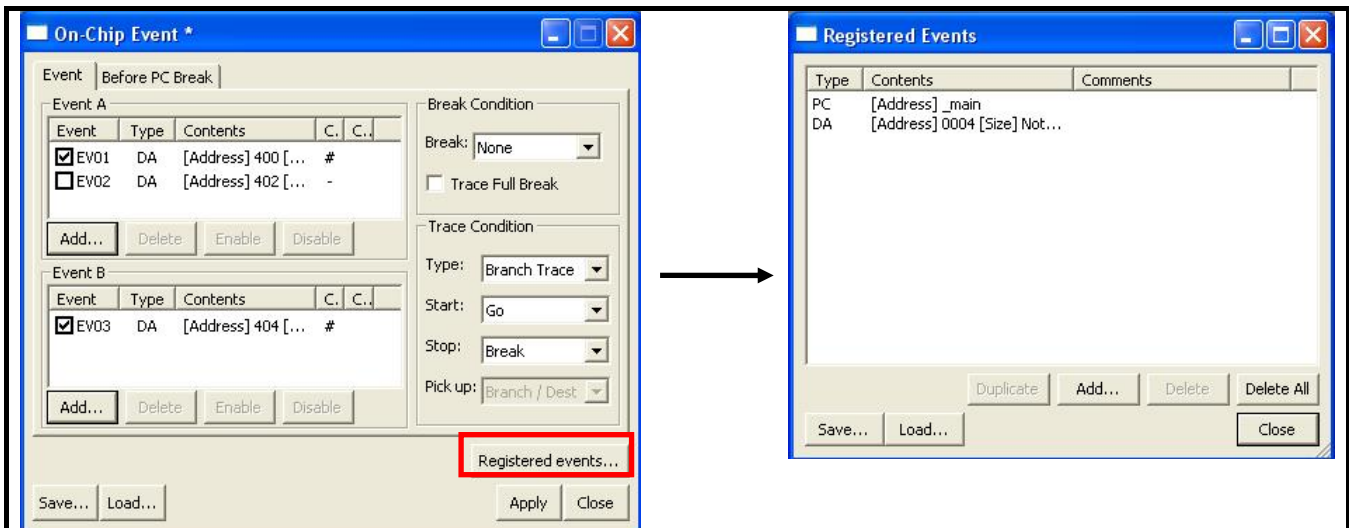 On-Chip Event *
Event Before PC Break
Event A
Event Type Contents C. C..
EV01 DA [Address] 400 [... #
EV02 DA [Address] 402 [... -
Add... Delete Enable Disable
Event B
Event Type Contents C. C..
EV03 DA [Address] 404 [... #
Add... Delete Enable Disable
Break Condition
Break: None
Trace Full Break
Trace Condition
Type: Branch Trace
Start: Go
Stop: Break
Pick up: Branch / Dest
Registered events...
Save... Load... Apply Close
Registered Events
Type Contents Comments
PC [Address] _main
DA [Address] 0004 [Size] Not...
Duplicate Add... Delete Delete All
Save... Load... Close